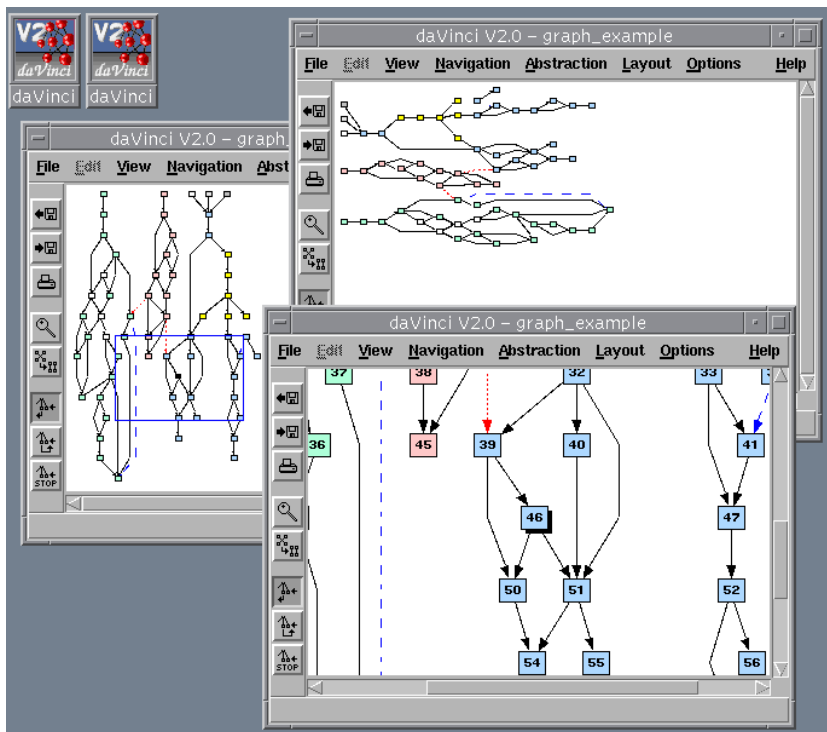 V2 V2
daVinci daVinci
daVinci daVinci
daVinci V2.0 – graph_example
File Edit View Navigation Abstraction Layout Options Help
daVinci V2.0 – grap
File Edit View Navigation Abst
STOP
daVinci V2.0 – graph_example
File Edit View Navigation Abstraction Layout Options Help
37 38 32 33
36 45 39 40 41
46 47
50 51 52
54 55 56
STOP